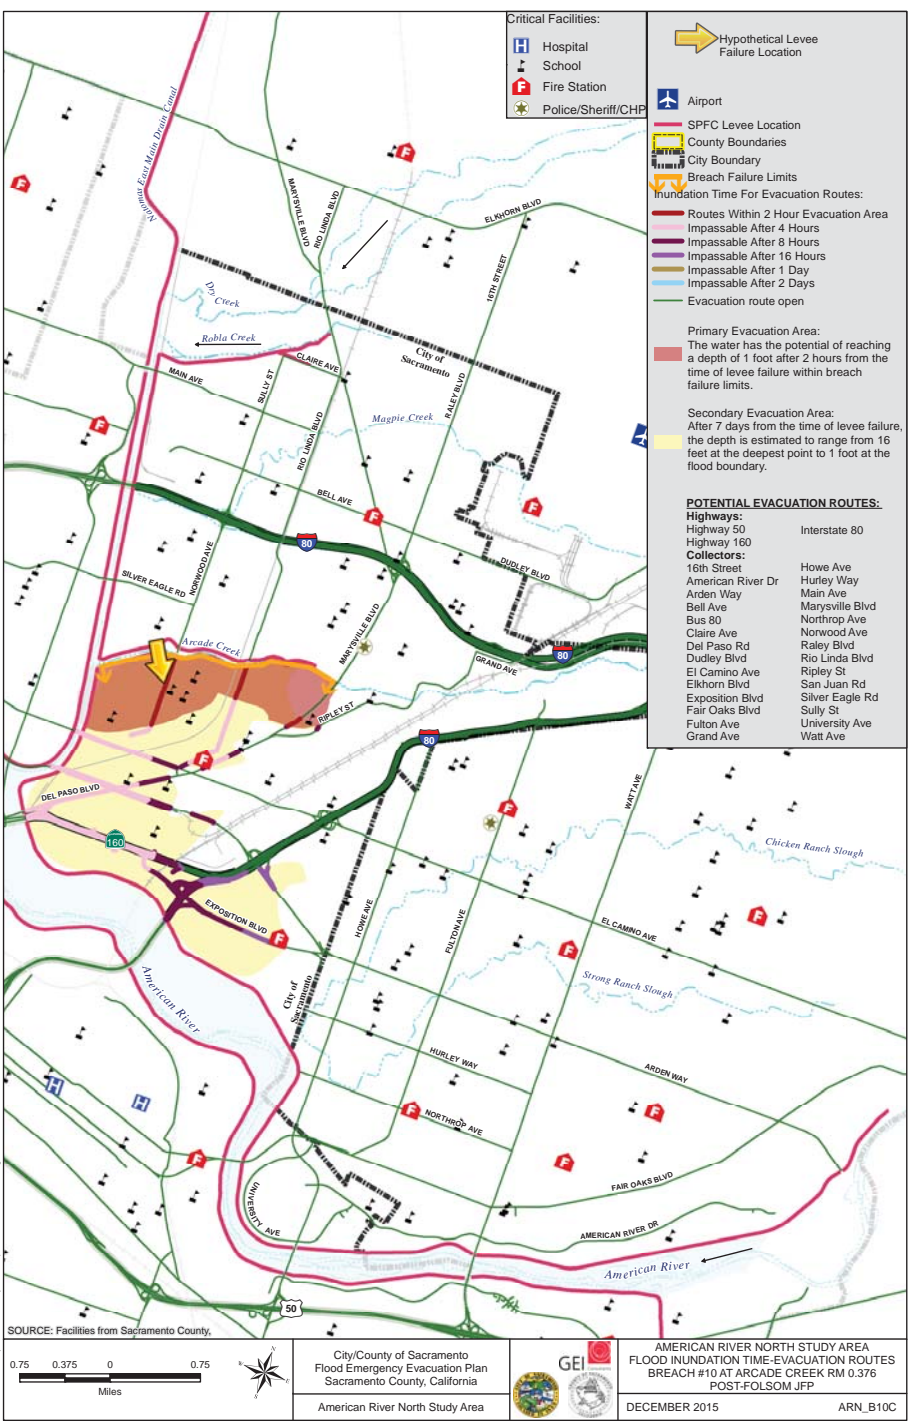 Critical Facilities:
H Hospital
School
F Fire Station
Police/Sheriff/CHP
Hypothetical Levee
Failure Location
Airport
SPFC Levee Location
County Boundaries
City Boundary
Breach Failure Limits
Inundation Time For Evacuation Routes:
Routes Within 2 Hour Evacuation Area
Impassable After 4 Hours
Impassable After 8 Hours
Impassable After 16 Hours
Impassable After 1 Day
Impassable After 2 Days
Evacuation route open
Primary Evacuation Area:
The water has the potential of reaching
a depth of 1 foot after 2 hours from the
time of levee failure within breach
failure limits.
Secondary Evacuation Area:
After 7 days from the time of levee failure,
the depth is estimated to range from 16
feet at the deepest point to 1 foot at the
flood boundary.
POTENTIAL EVACUATION ROUTES:
Highways:
Highway 50
Interstate 80
Highway 160
Collectors:
16th Street
American River Dr
Arden Way
Bell Ave
Bus 80
Claire Ave
Del Paso Rd
Dudley Blvd
El Camino Ave
Elkhorn Blvd
Exposition Blvd
Fair Oaks Blvd
Fulton Ave
Grand Ave
Howe Ave
Hurley Way
Main Ave
Marysville Blvd
Northrop Ave
Norwood Ave
Raley Blvd
Rio Linda Blvd
Ripley St
San Juan Rd
Silver Eagle Rd
Sully St
University Ave
Watt Ave
Natomas East Main Drain Canal
F
F
MARYSVILLE BLVD
RIO LINDA BLVD
ELKHORN BLVD
16TH STREET
Dry
Creek
Robla Creek
CLAIRE AVE
City of
Sacramento
MAIN AVE
SULLY ST
RALEY BLVD
Magpie Creek
RIO LINDA BLVD
F
BELL AVE
F
F
80
DUDLEY BLVD
NORWOOD AVE
SILVER EAGLE RD
MARYSVILLE BLVD
Arcade Creek
80
GRAND AVE
RIPLEY ST
80
F
DEL PASO BLVD
WATT AVE
F
160
Chicken Ranch Slough
EXPOSITION BLVD
HOWE AVE
FULTON AVE
F
EL CAMINO AVE
F
F
American River
City of
Sacramento
Strong Ranch Slough
HURLEY WAY
ARDEN WAY
H
H
F
NORTHROP AVE
F
F
F
FAIR OAKS BLVD
UNIVERSITY AVE
AMERICAN RIVER DR
American River
50
SOURCE: Facilities from Sacramento County,
0.75 0.375 0 0.75
Miles
N
E
S
W
City/County of Sacramento
Flood Emergency Evacuation Plan
Sacramento County, California
American River North Study Area
GEI
AMERICAN RIVER NORTH STUDY AREA
FLOOD INUNDATION TIME-EVACUATION ROUTES
BREACH #10 AT ARCADE CREEK RM 0.376
POST-FOLSOM JFP
DECEMBER 2015
ARN_B10C